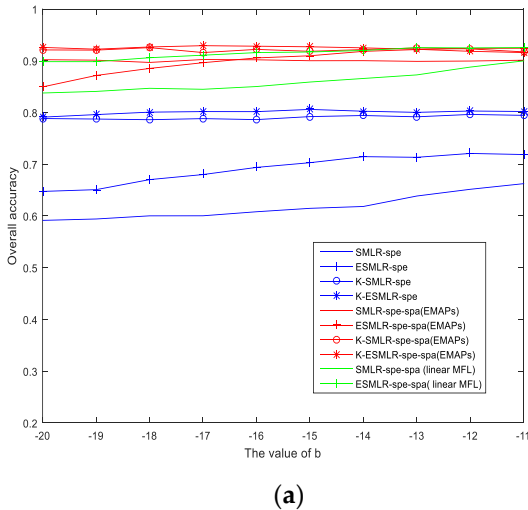 1
0.9
0.8
0.7
0.6
0.5
0.4
0.3
0.2
Overall accuracy
SMLR-spe
ESMLR-spe
K-SMLR-spe
K-ESMLR-spe
SMLR-spe-spa(EMAPs)
ESMLR-spe-spa(EMAPs)
K-SMLR-spe-spa(EMAPs)
K-ESMLR-spe-spa(EMAPs)
SMLR-spe-spa (linear MFL)
ESMLR-spe-spa( linear MFL)
-20 -19 -18 -17 -16 -15 -14 -13 -12 -11
The value of b
(a)